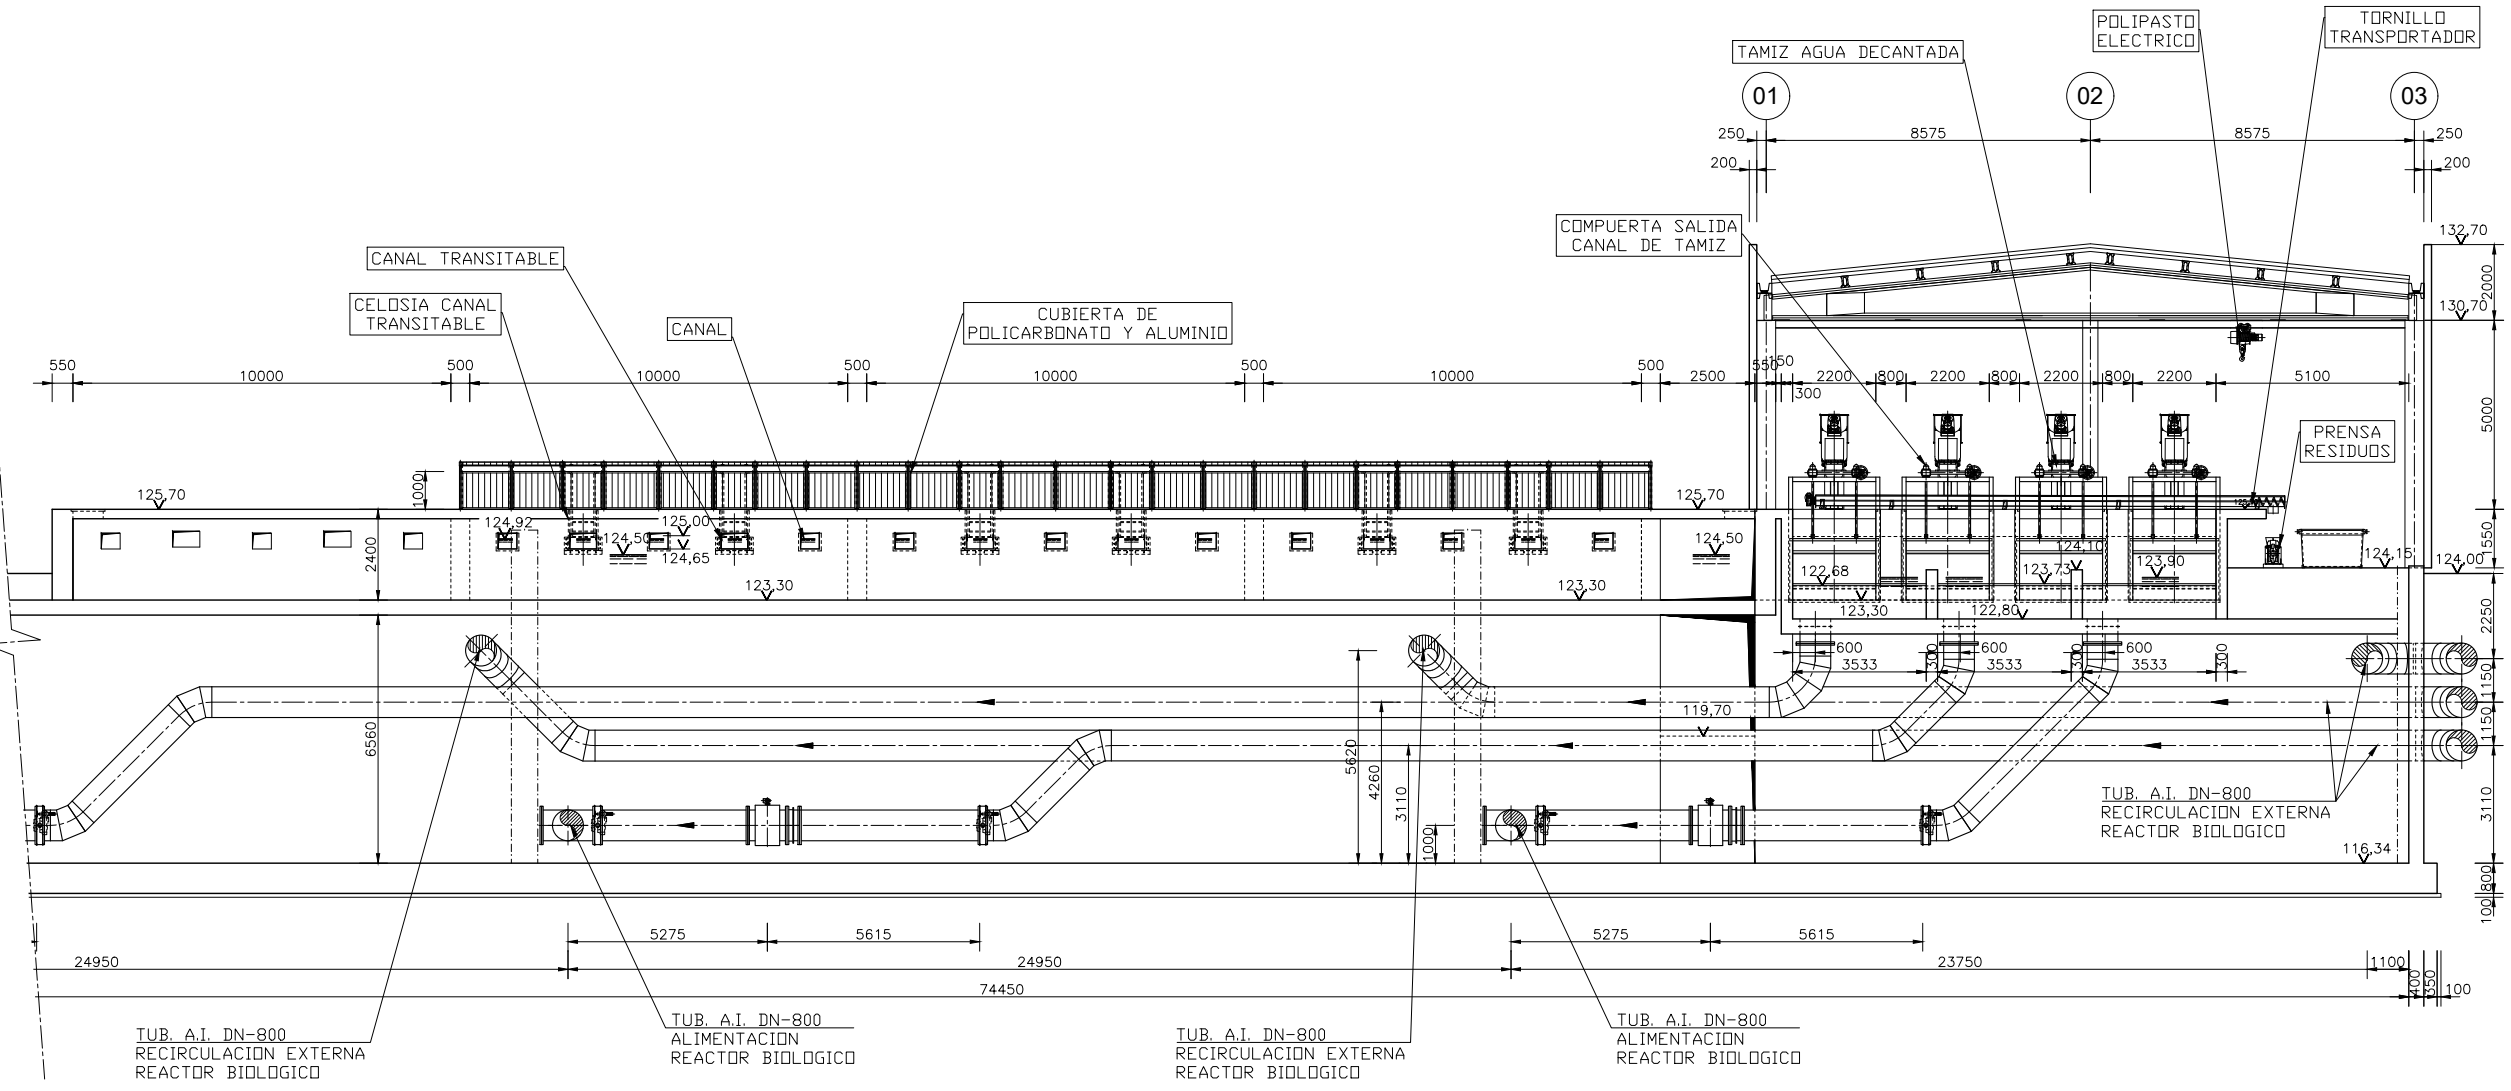 POLIPASTO
ELECTRICO
TORNILLO
TRANSPORTADOR
TAMIZ AGUA DECANTADA
01
02
03
250
8575
8575
250
200
200
COMPUERTA SALIDA
CANAL DE TAMIZ
132,70
CANAL TRANSITABLE
2000
CELOSIA CANAL
TRANSITABLE
CANAL
CUBIERTA DE
POLICARBONATO Y ALUMINIO
130,70
550
10000
500
10000
500
10000
500
10000
500
2500
550
150
300
2200
800
2200
800
2200
800
2200
5100
5000
PRENSA
RESIDUOS
1000
125,70
125,70
124,92
125,00
124,50
124,65
124,50
2400
123,30
123,30
122,68
124,10
123,73
123,90
124,15
124,00
1550
123,30
122,80
2250
600
600
600
300
300
300
3533
3533
3533
1150
1150
119,70
6560
5620
4260
3110
1000
3110
TUB. A.I. DN-800
RECIRCULACION EXTERNA
REACTOR BIOLOGICO
116,34
800
100
5275
5615
5275
5615
24950
24950
23750
1100
74450
400
350
100
TUB. A.I. DN-800
RECIRCULACION EXTERNA
REACTOR BIOLOGICO
TUB. A.I. DN-800
ALIMENTACION
REACTOR BIOLOGICO
TUB. A.I. DN-800
RECIRCULACION EXTERNA
REACTOR BIOLOGICO
TUB. A.I. DN-800
ALIMENTACION
REACTOR BIOLOGICO